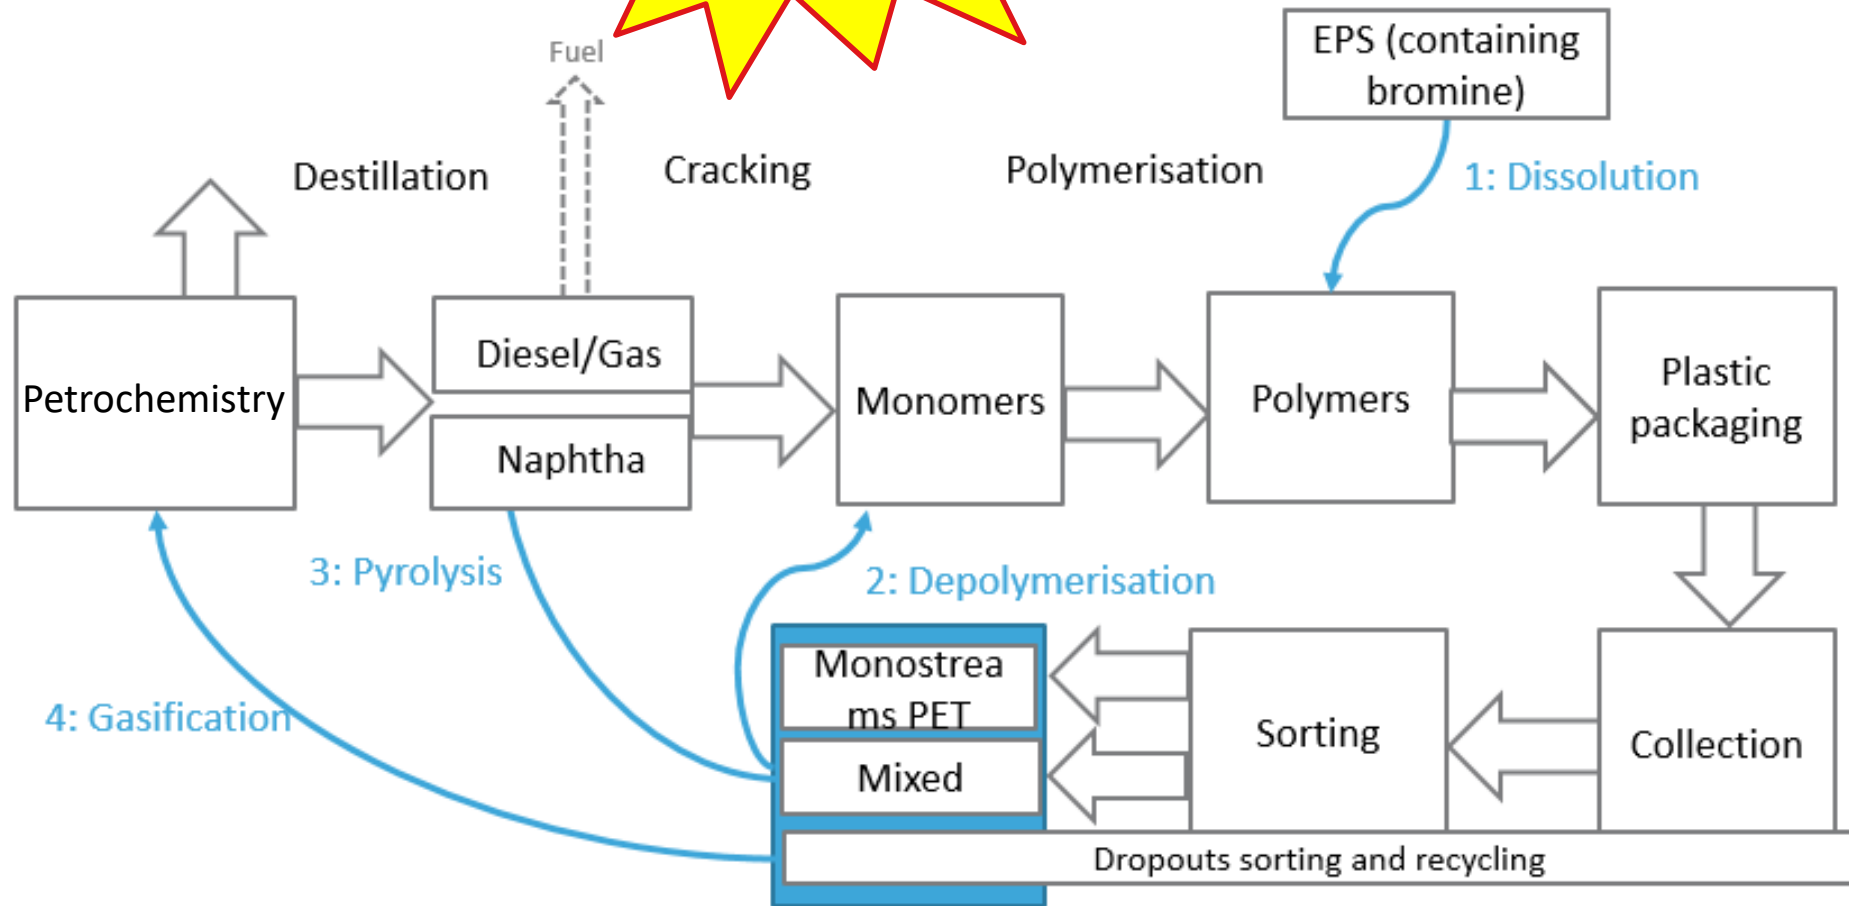 Fuel
EPS (containing
bromine)
Destillation
Cracking
Polymerisation
1: Dissolution
Petrochemistry
Diesel/Gas
Naphtha
Monomers
Polymers
Plastic
packaging
3: Pyrolysis
2: Depolymerisation
4: Gasification
Monostrea
ms PET
Mixed
Sorting
Collection
Dropouts sorting and recycling